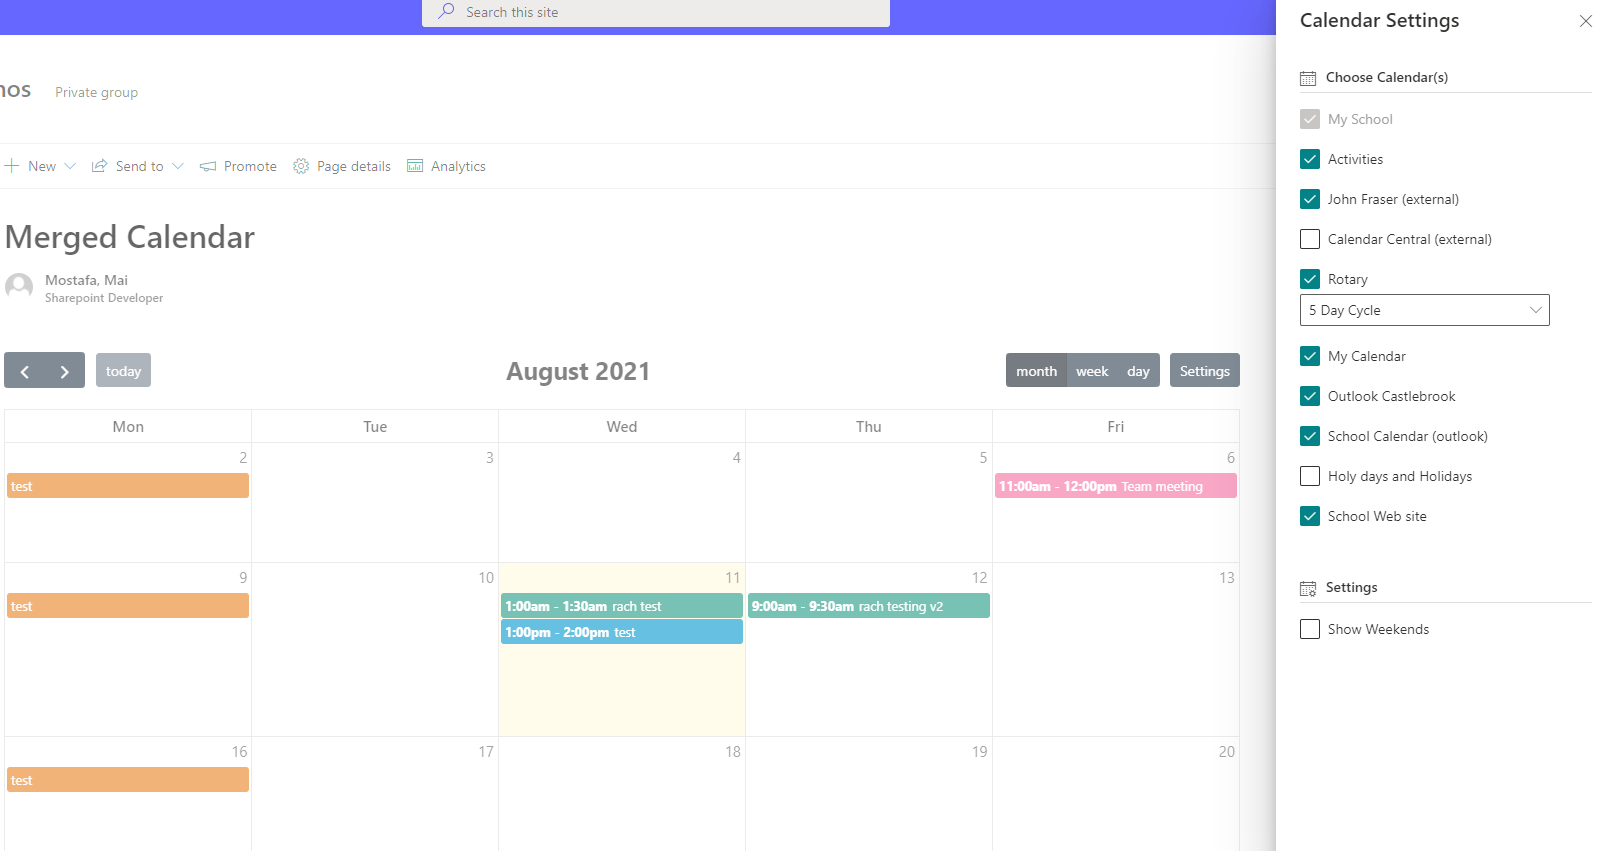 Search this site
Private group
New
Send to
Promote
Page details
Analytics
Merged Calendar
Mostafa, Mai
Sharepoint Developer
today
August 2021
month
week
day
Settings
Mon
Tue
Wed
Thu
Fri
2
3
4
5
6
test
11:00am - 12:00pm Team meeting
9
10
11
12
13
test
1:00am - 1:30am rach test
9:00am - 9:30am rach testing v2
1:00pm - 2:00pm test
16
17
18
19
20
test
Calendar Settings
Choose Calendar(s)
My School
Activities
John Fraser (external)
Calendar Central (external)
Rotary
5 Day Cycle
My Calendar
Outlook Castlebrook
School Calendar (outlook)
Holy days and Holidays
School Web site
Settings
Show Weekends